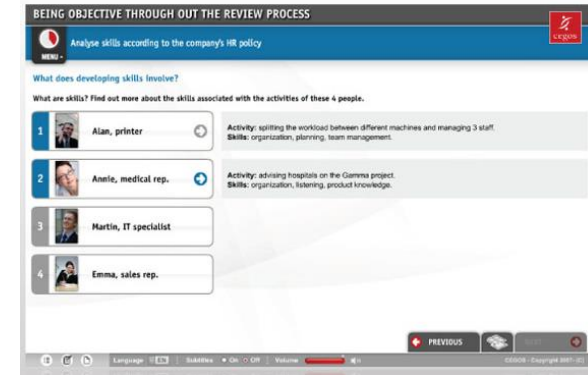 BEING OBJECTIVE THROUGH OUT THE REVIEW PROCESS
cegos
MENU
Analyse skills according to the company's HR policy
What does developing skills involve?
What are skills? Find out more about the skills associated with the activities of these 4 people.
1 Alan, printer
Activity: splitting the workload between different machines and managing 3 staff.
Skills: organization, planning, team management.
2 Annie, medical rep.
Activity: advising hospitals on the Gamma project.
Skills: organization, listening, product knowledge.
3 Martin, IT specialist
4 Emma, sales rep.
PREVIOUS
NEXT
Language EN Subtitles On Off Volume
CEGOS - Copyright 2007